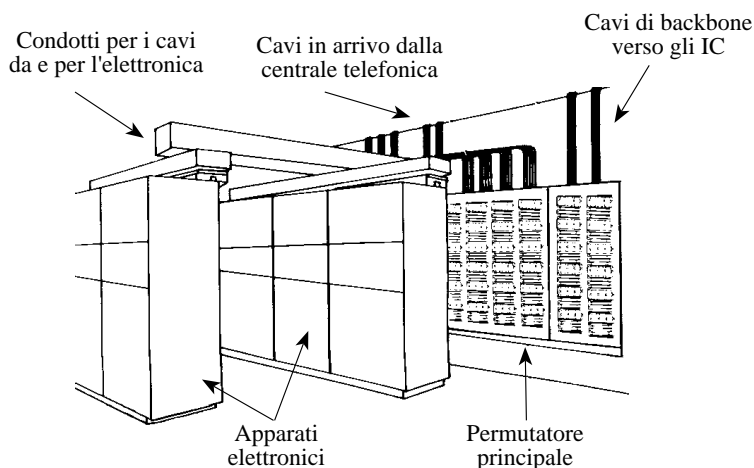 Condotti per i cavi
da e per l'elettronica
Cavi in arrivo dalla
centrale telefonica
Cavi di backbone
verso gli IC
Apparati
elettronici
Permutatore
principale